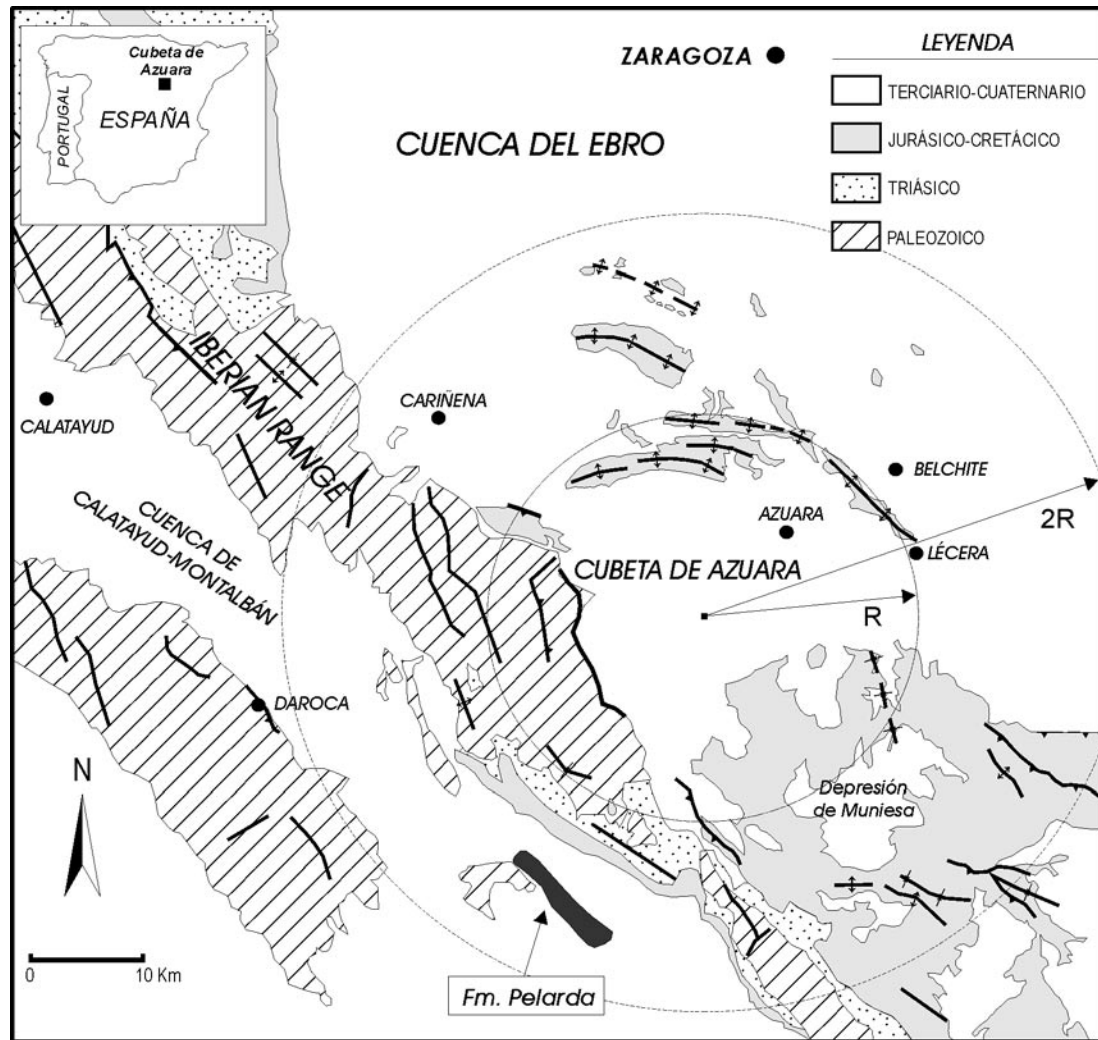 Cubeta de
Azuara
ESPAÑA
PORTUGAL
ZARAGOZA
LEYENDA
TERCIARIO-CUATERNARIO
JURÁSICO-CRETÁCICO
TRIÁSICO
PALEOZOICO
CUENCA DEL EBRO
IBERIAN RANGE
CALATAYUD
CARIÑENA
BELCHITE
AZUARA
2R
LÉCERA
CUENCA DE
CALATAYUD-MONTALBÁN
CUBETA DE AZUARA
R
DAROCA
N
Depresión
de Muniesa
0 10 Km
Fm. Pelarda